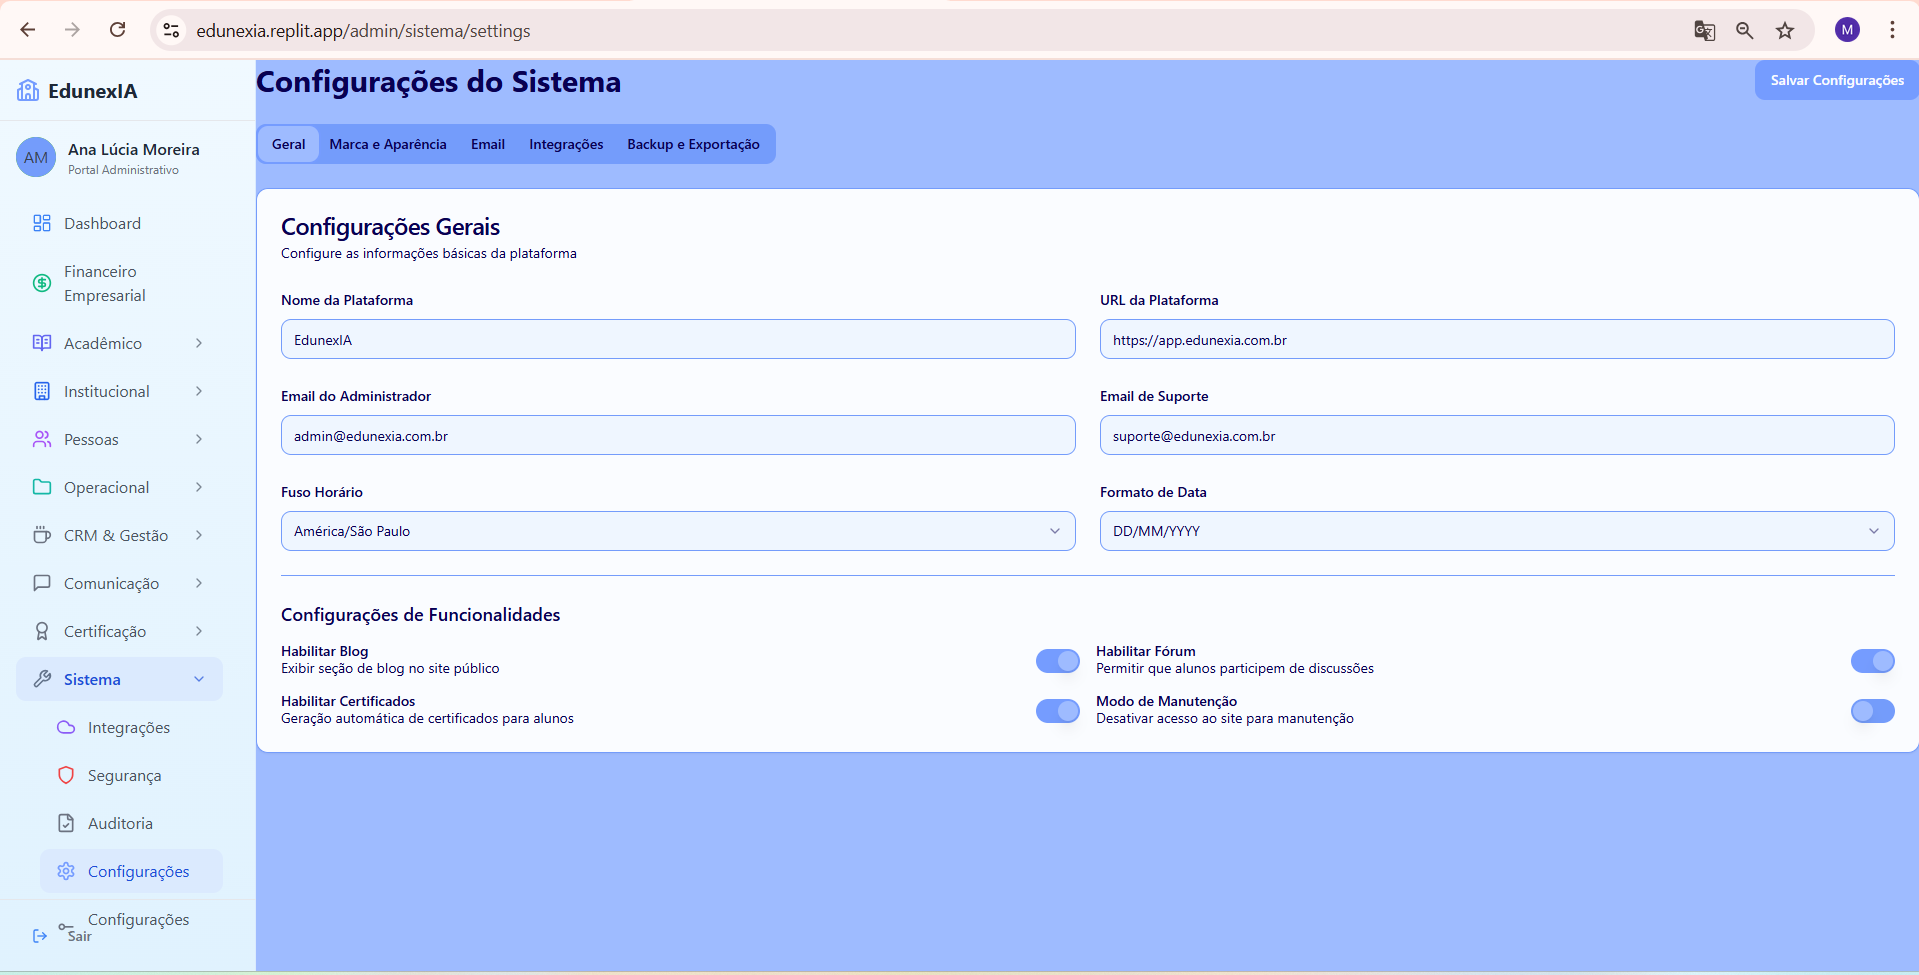 edunexia.replit.app/admin/sistema/settings
M
EdunexIA
AM
Ana Lúcia Moreira
Portal Administrativo
Dashboard
Financeiro
Empresarial
Acadêmico
Institucional
Pessoas
Operacional
CRM & Gestão
Comunicação
Certificação
Sistema
Integrações
Segurança
Auditoria
Configurações
Configurações
Sair
Configurações do Sistema
Salvar Configurações
Geral Marca e Aparência Email Integrações Backup e Exportação
Configurações Gerais
Configure as informações básicas da plataforma
Nome da Plataforma
EdunexIA
URL da Plataforma
https://app.edunexia.com.br
Email do Administrador
admin@edunexia.com.br
Email de Suporte
suporte@edunexia.com.br
Fuso Horário
América/São Paulo
Formato de Data
DD/MM/YYYY
Configurações de Funcionalidades
Habilitar Blog
Exibir seção de blog no site público
Habilitar Fórum
Permitir que alunos participem de discussões
Habilitar Certificados
Geração automática de certificados para alunos
Modo de Manutenção
Desativar acesso ao site para manutenção